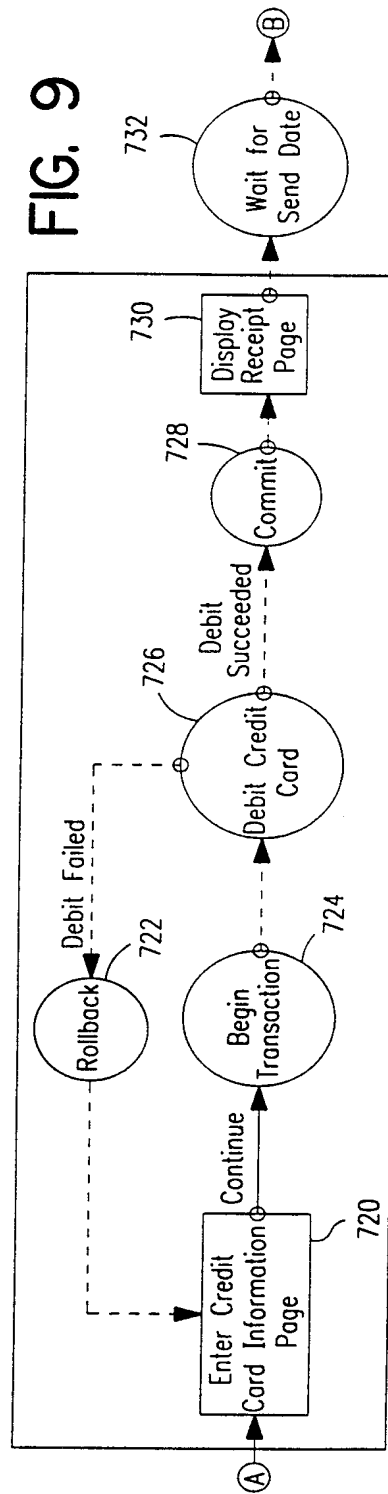 FIG. 9
A
Enter Credit
Card Information
Page
720
Continue
Rollback
722
Debit Failed
Begin
Transaction
724
Debit Credit
Card
726
Debit
Succeeded
Commit
728
Display
Receipt
Page
730
Wait for
Send Date
732
B